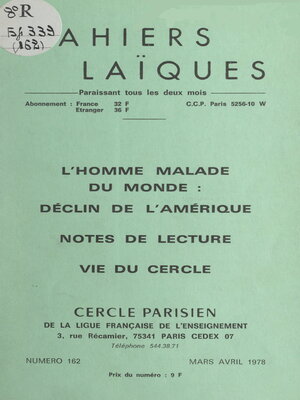 8° R
AHIERS
LAÏQUES
(162)
Paraissant tous les deux mois
Abonnement : France 32 F C.C.P. Paris 5256-10 W
Etranger 36 F
L'HOMME MALADE
DU MONDE :
DÉCLIN DE L'AMÉRIQUE
NOTES DE LECTURE
VIE DU CERCLE
CERCLE PARISIEN
DE LA LIGUE FRANÇAISE DE L'ENSEIGNEMENT
3, rue Récamier, 75341 PARIS CEDEX 07
Téléphone 544.38.71
NUMERO 162 MARS AVRIL 1978
Prix du numéro : 9 F